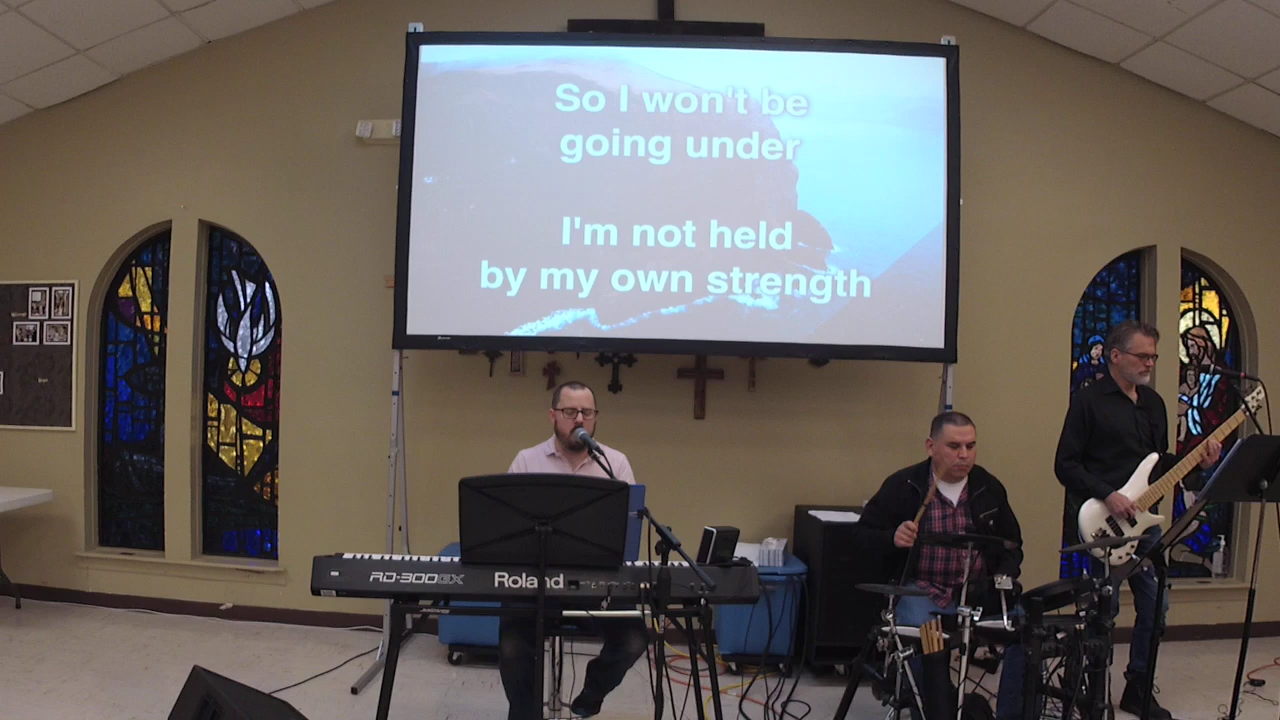 So I won't be
going under
I'm not held
by my own strength
RD-300GX
Roland